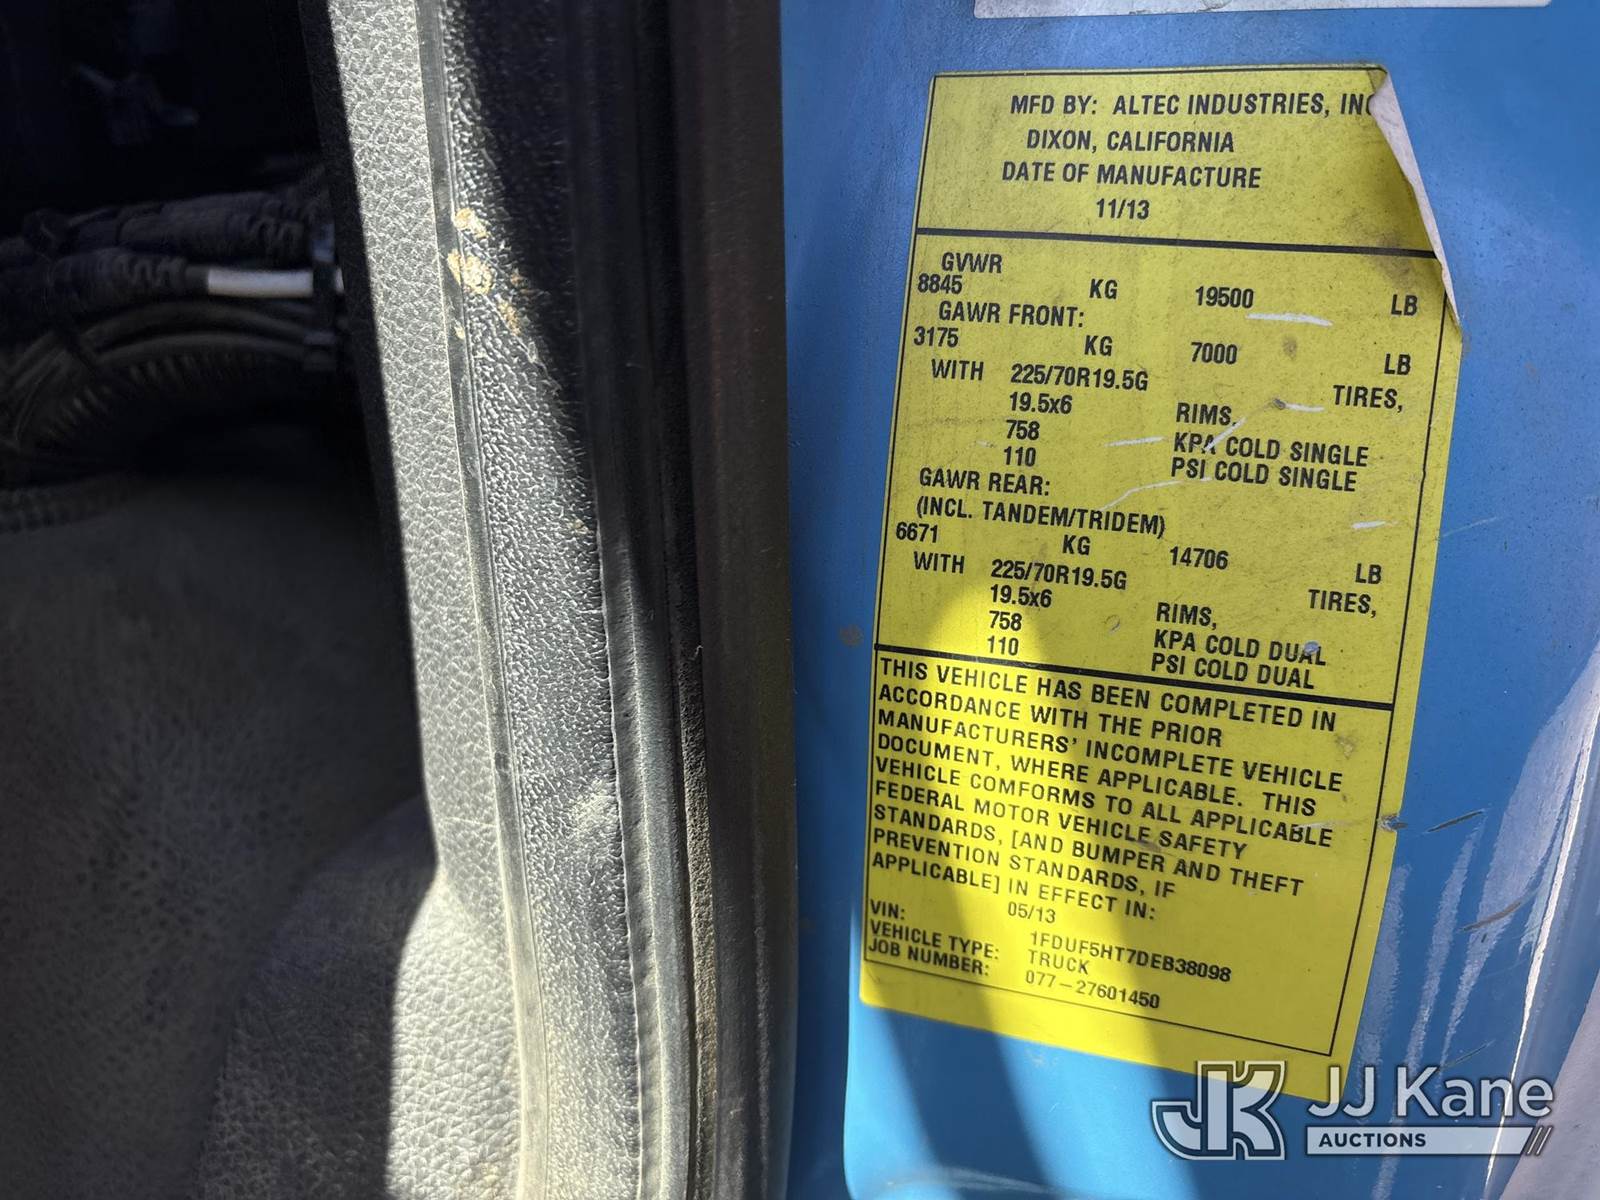 MFD BY: ALTEC INDUSTRIES, INC
DIXON, CALIFORNIA
DATE OF MANUFACTURE
11/13
GVWR
8845 KG 19500 LB
GAWR FRONT:
3175 KG 7000 LB
WITH 225/70R19.5G TIRES,
19.5x6 RIMS,
758 KPA COLD SINGLE
110 PSI COLD SINGLE
GAWR REAR:
(INCL. TANDEM/TRIDEM)
6671 KG 14706 LB
WITH 225/70R19.5G TIRES,
19.5x6 RIMS,
758 KPA COLD DUAL
110 PSI COLD DUAL
THIS VEHICLE HAS BEEN COMPLETED IN
ACCORDANCE WITH THE PRIOR
MANUFACTURERS' INCOMPLETE VEHICLE
DOCUMENT, WHERE APPLICABLE. THIS
VEHICLE COMFORMS TO ALL APPLICABLE
FEDERAL MOTOR VEHICLE SAFETY
STANDARDS, [AND BUMPER AND THEFT
PREVENTION STANDARDS, IF
APPLICABLE] IN EFFECT IN:
05/13
VIN: 1FDUF5HT7DEB38098
VEHICLE TYPE: TRUCK
JOB NUMBER: 077-27601450
JK JJ Kane
AUCTIONS